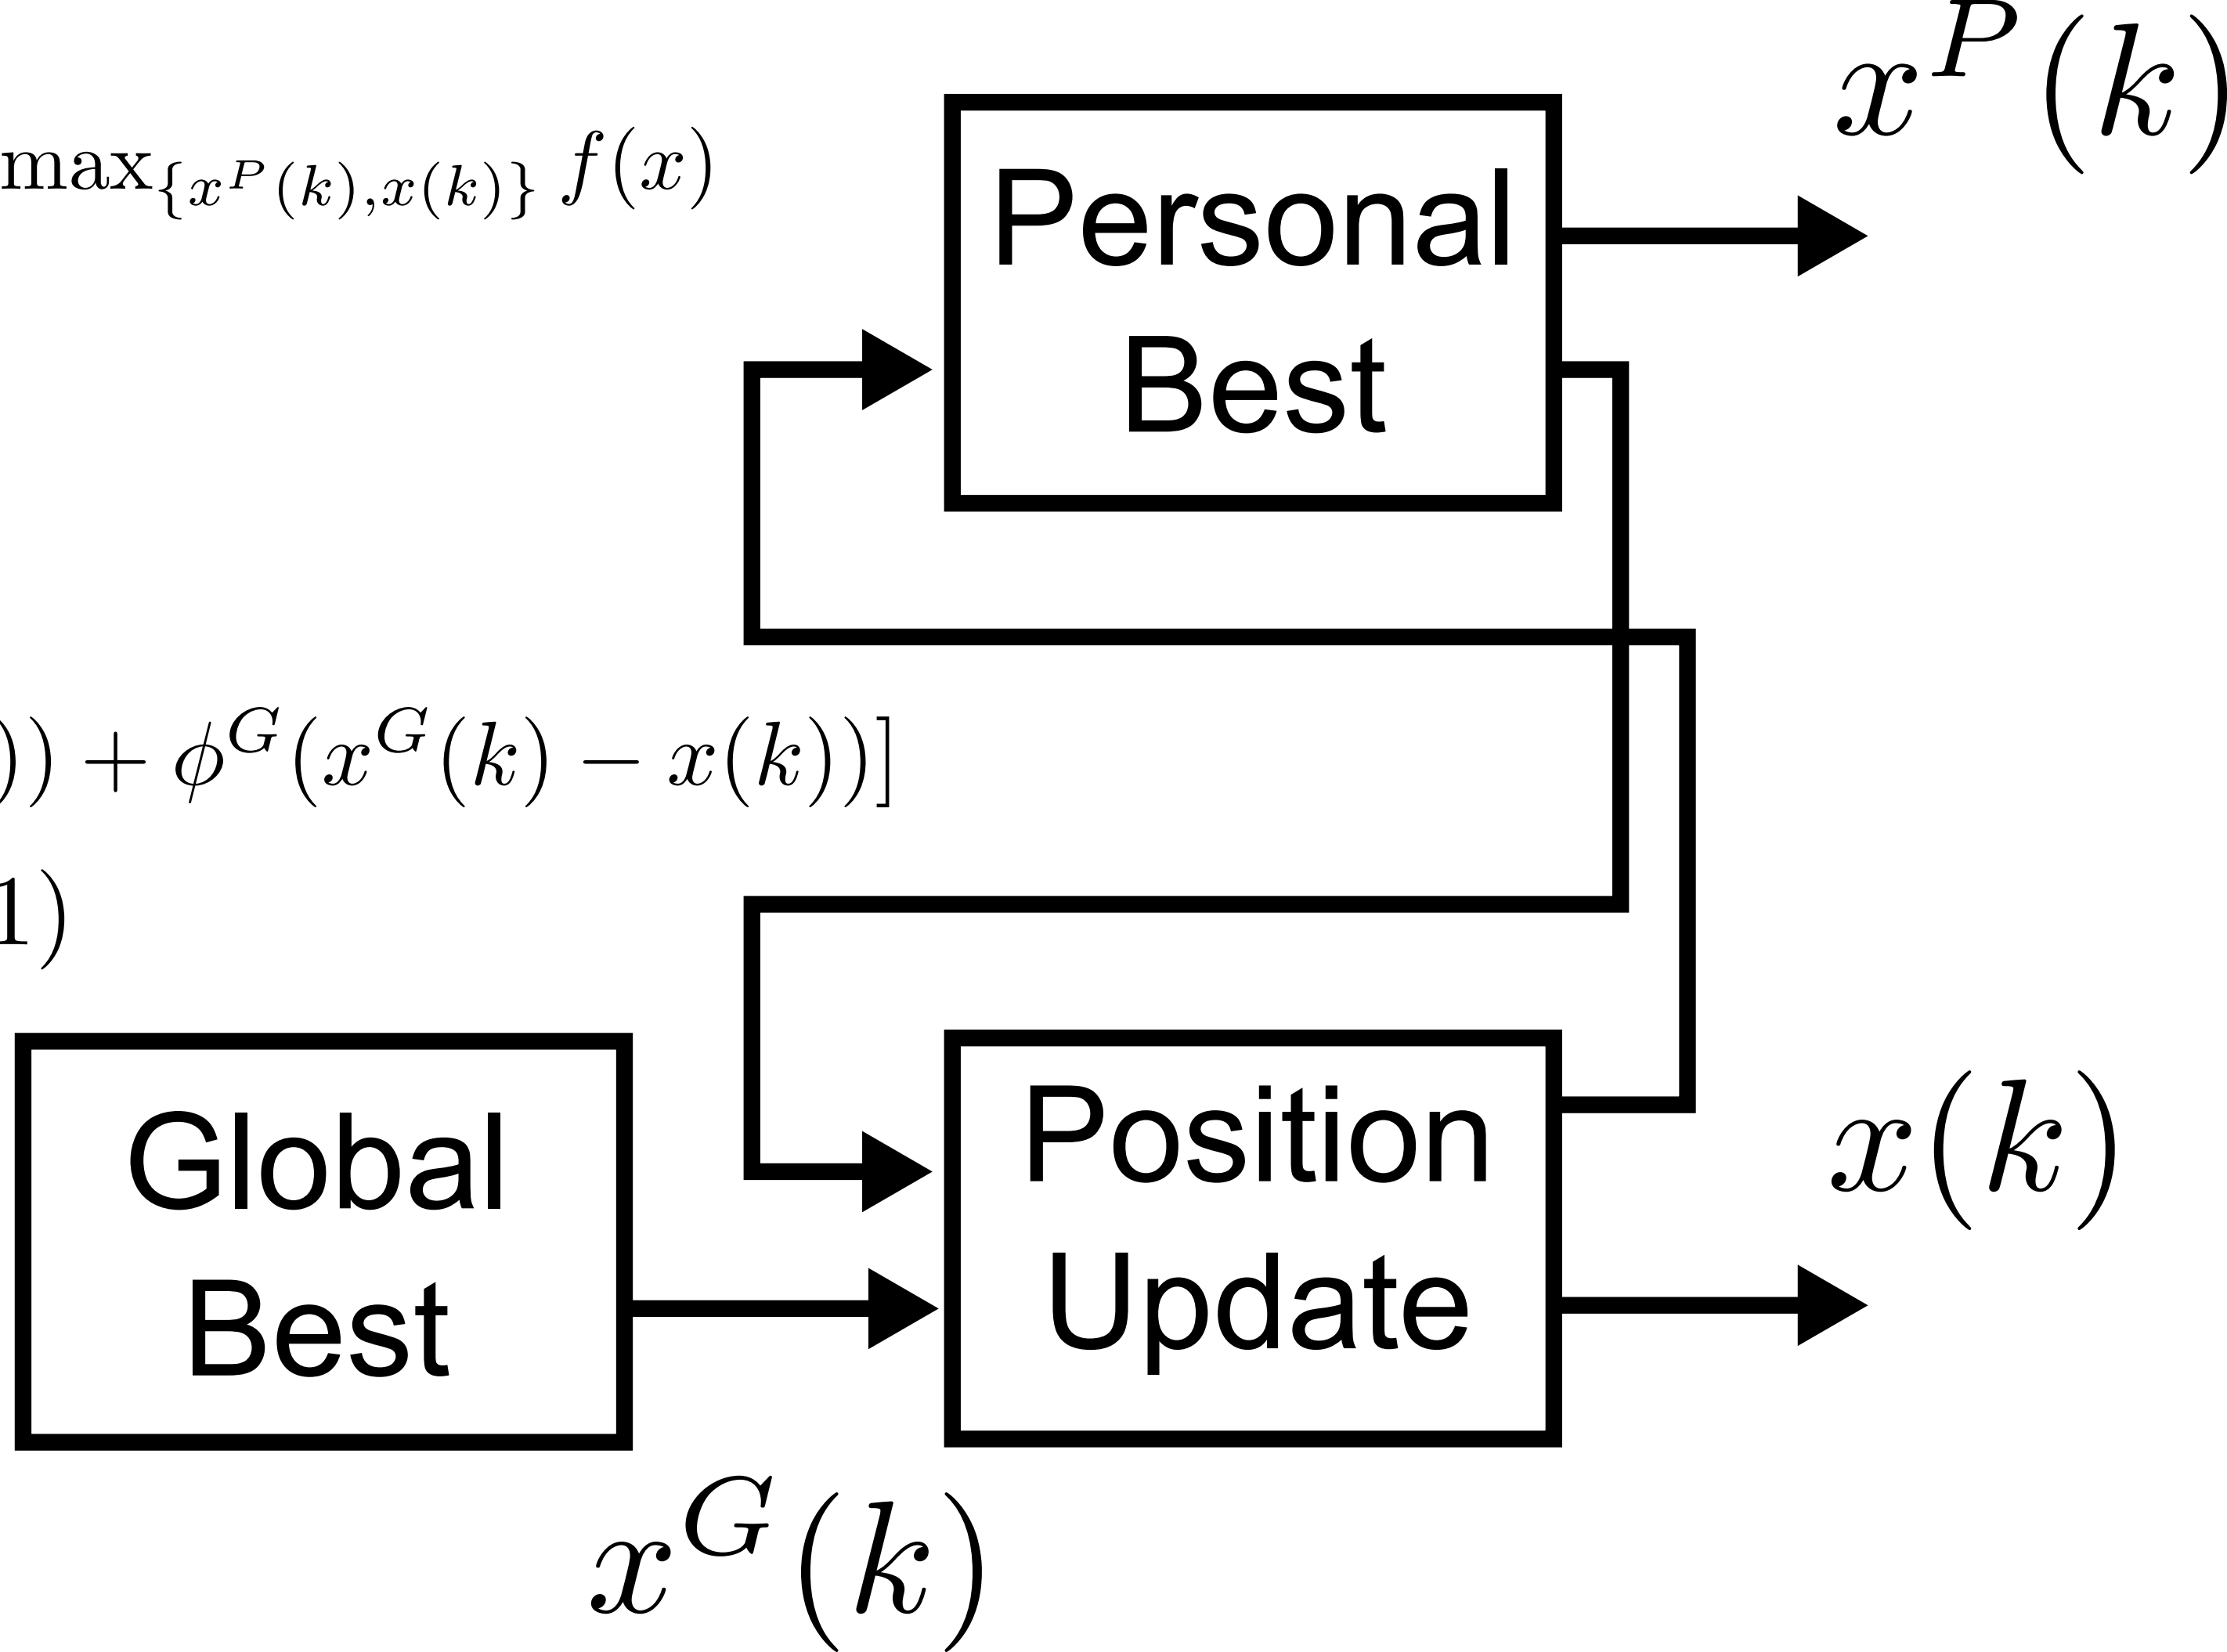 x^P(k)
max_{x^P(k),x(k)} f(x)
Personal
Best
)) + ϕ^G(x^G(k) − x(k))]
1)
Global
Best
Position
Update
x(k)
x^G(k)